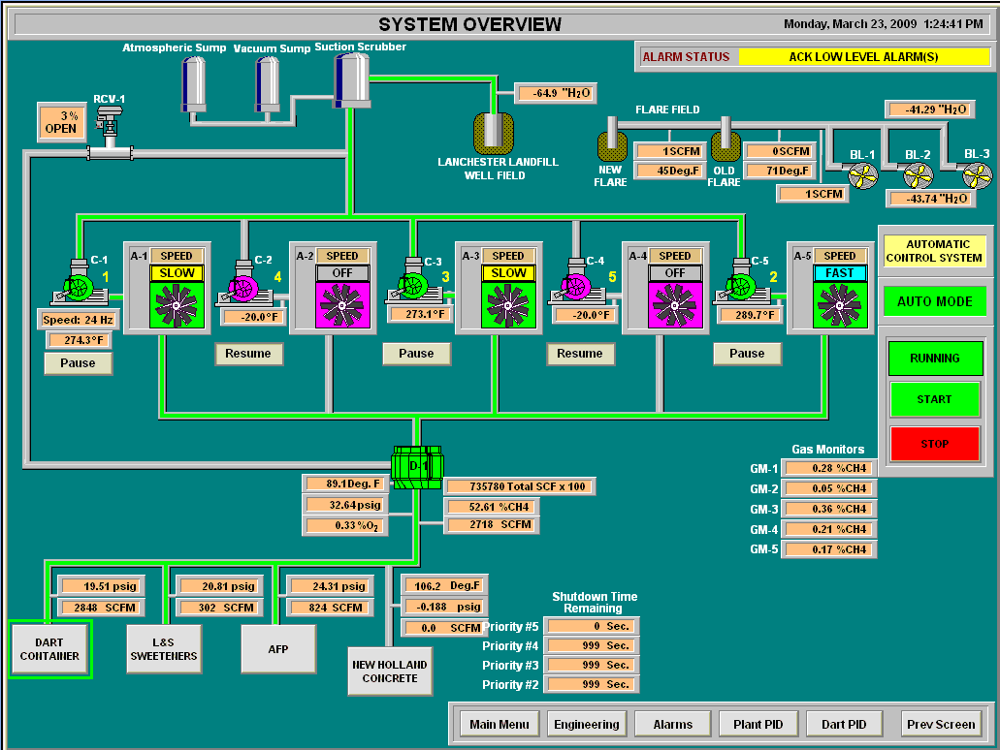 SYSTEM OVERVIEW
Monday, March 23, 2009 1:24:41 PM
ALARM STATUS
ACK LOW LEVEL ALARM(S)
Atmospheric Sump
Vacuum Sump
Suction Scrubber
RCV-1
3 %
OPEN
-64.9 "H2O
LANCHESTER LANDFILL
WELL FIELD
FLARE FIELD
-41.29 "H2O
1SCFM
45Deg.F
0SCFM
71Deg.F
NEW
FLARE
OLD
FLARE
1SCFM
BL-1
BL-2
BL-3
-43.74 "H2O
AUTOMATIC
CONTROL SYSTEM
AUTO MODE
RUNNING
START
STOP
C-1
1
Speed: 24 Hz
274.3°F
Pause
A-1
SPEED
SLOW
C-2
4
-20.0°F
Resume
A-2
SPEED
OFF
C-3
3
273.1°F
Pause
A-3
SPEED
SLOW
C-4
5
-20.0°F
Resume
A-4
SPEED
OFF
C-5
2
289.7°F
Pause
A-5
SPEED
FAST
D-1
89.1Deg. F
32.64psig
0.33%O2
735780 Total SCF x 100
52.61 %CH4
2718 SCFM
Gas Monitors
GM-1 0.28 %CH4
GM-2 0.05 %CH4
GM-3 0.36 %CH4
GM-4 0.21 %CH4
GM-5 0.17 %CH4
19.51 psig
2848 SCFM
20.81 psig
302 SCFM
24.31 psig
824 SCFM
106.2 Deg.F
-0.188 psig
0.0 SCFM
DART
CONTAINER
L&S
SWEETENERS
AFP
NEW HOLLAND
CONCRETE
Shutdown Time
Remaining
Priority #5 0 Sec.
Priority #4 999 Sec.
Priority #3 999 Sec.
Priority #2 999 Sec.
Main Menu
Engineering
Alarms
Plant PID
Dart PID
Prev Screen